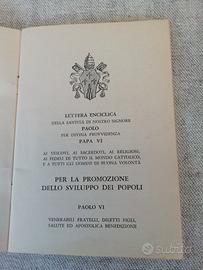 LETTERA ENCICLICA
DELLA SANTITÀ DI NOSTRO SIGNORE
PAOLO
PER DIVINA PROVVIDENZA
PAPA VI
AI VESCOVI, AI SACERDOTI, AI RELIGIOSI,
AI FEDELI DI TUTTO IL MONDO CATTOLICO,
E A TUTTI GLI UOMINI DI BUONA VOLONTÀ
PER LA PROMOZIONE
DELLO SVILUPPO DEI POPOLI
PAOLO VI
VENERABILI FRATELLI, DILETTI FIGLI,
SALUTE ED APOSTOLICA BENEDIZIONE
subito